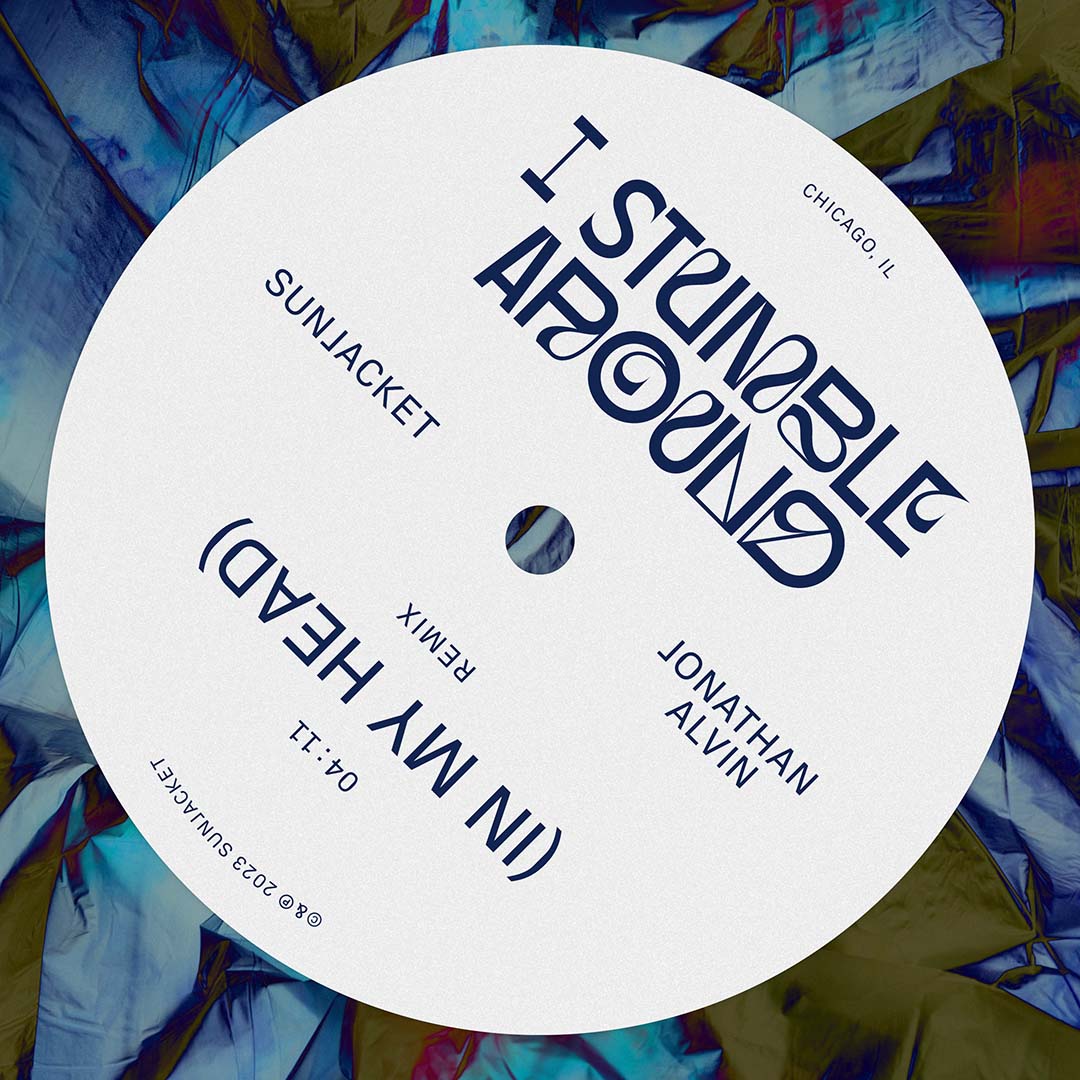 CHICAGO, IL
I STUMBLE
AROUND
SUNJACKET
JONATHAN
ALVIN
REMIX
(IN MY HEAD)
04:11
©&℗ 2023 SUNJACKET